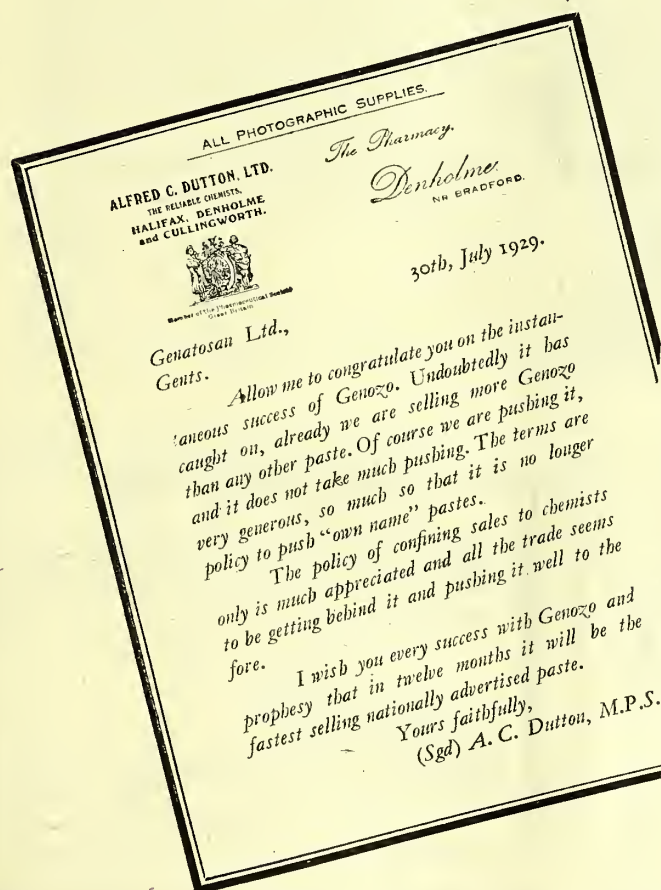 ALL PHOTOGRAPHIC SUPPLIES.
ALFRED C. DUTTON, LTD.
THE RELIABLE CHEMISTS,
HALIFAX, DENHOLME
and CULLINGWORTH.
Member of the Pharmaceutical Society
Great Britain
The Pharmacy,
Denholme,
NR BRADFORD.
30th, July 1929.
Genatosan Ltd.,
Gents.
Allow me to congratulate you on the instan-
taneous success of Genozo. Undoubtedly it has
caught on, already we are selling more Genozo
than any other paste. Of course we are pushing it,
and it does not take much pushing. The terms are
very generous, so much so that it is no longer
policy to push "own name" pastes.
The policy of confining sales to chemists
only is much appreciated and all the trade seems
to be getting behind it and pushing it well to the
fore.
I wish you every success with Genozo and
prophesy that in twelve months it will be the
fastest selling nationally advertised paste.
Yours faithfully,
(Sgd) A. C. Dutton, M.P.S.